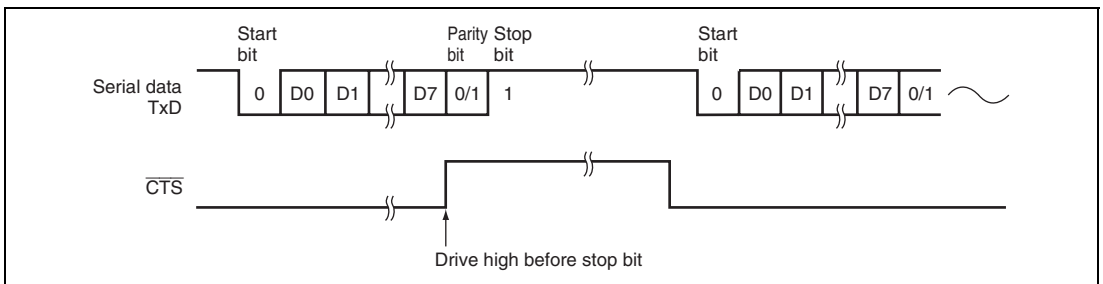 Start bit
Parity bit
Stop bit
Start bit
Serial data TxD
0 D0 D1 D7 0/1 1 0 D0 D1 D7 0/1
CTS
Drive high before stop bit